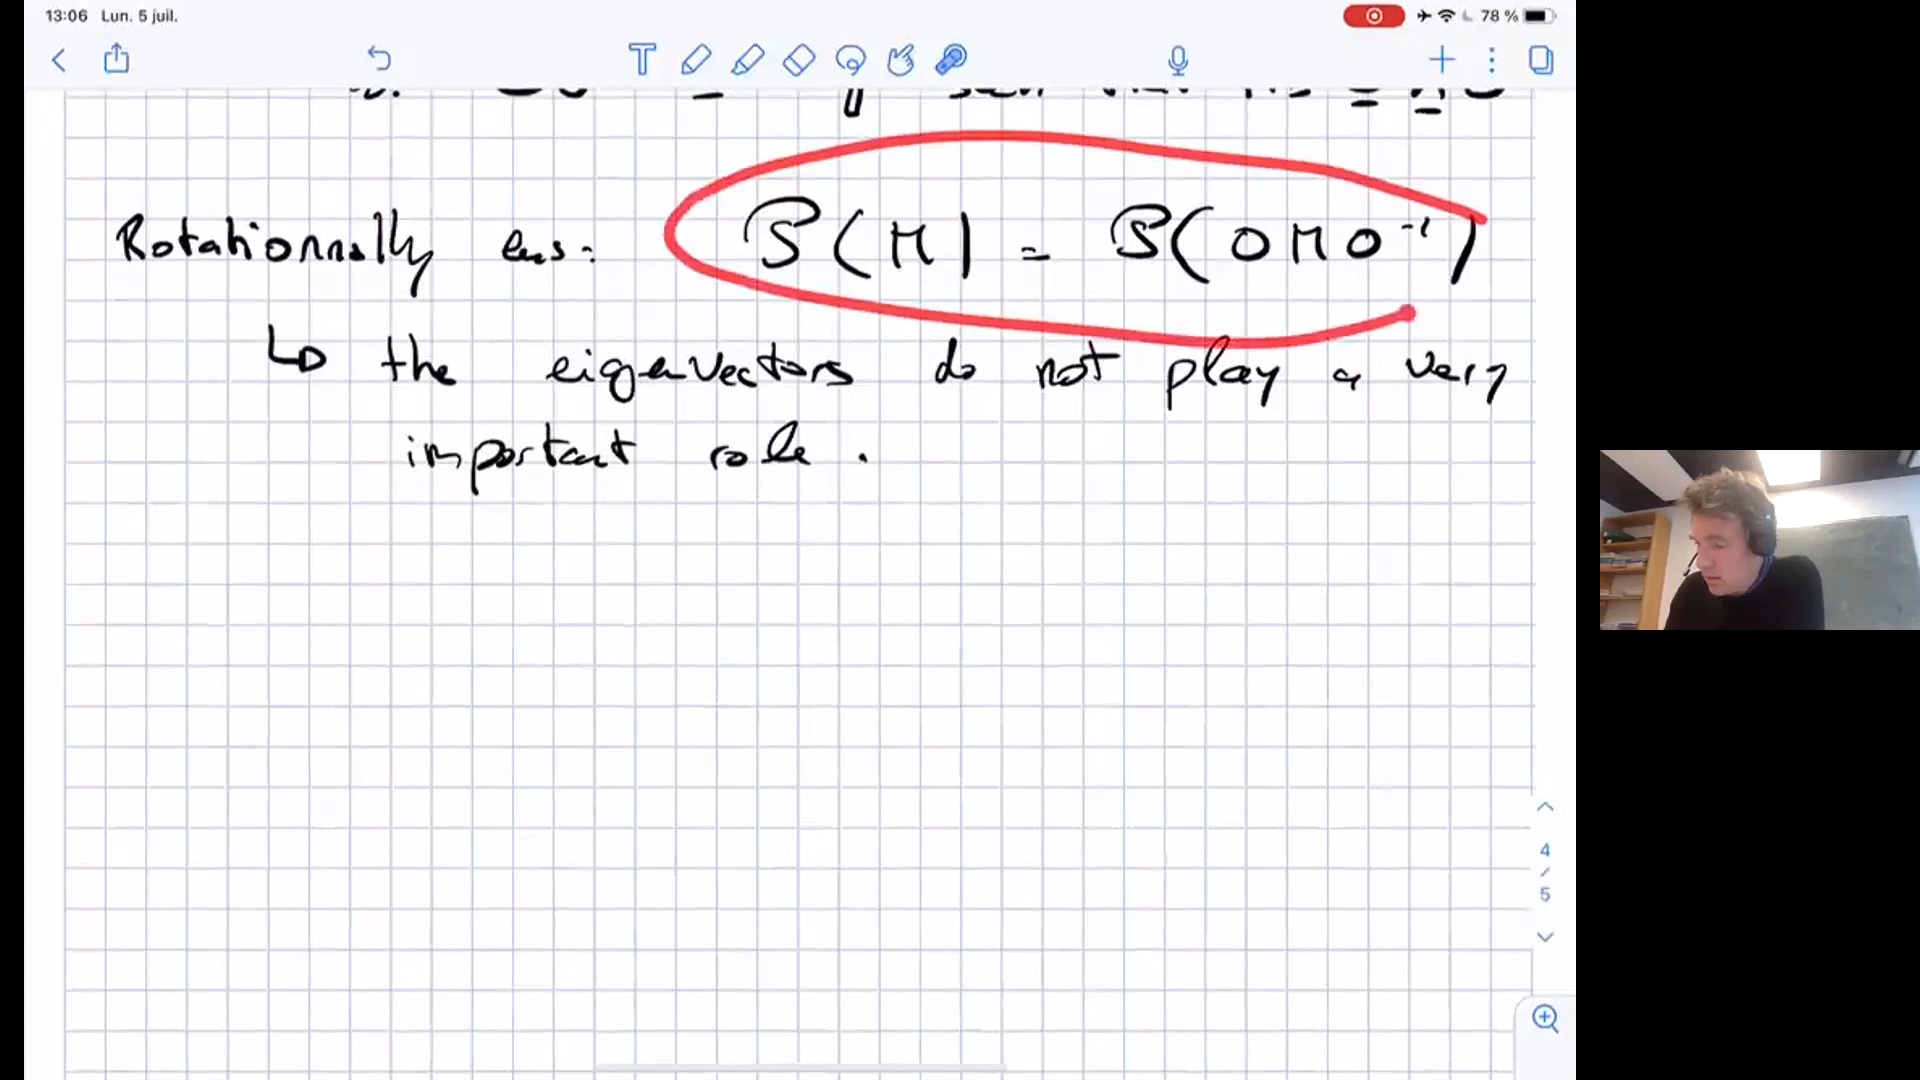 13:06 Lun. 5 juil.
78 %
Rotationnally ens: P(M) = P(OMO⁻¹)
↳ the eigenvectors do not play a very
important role.
4
/
5